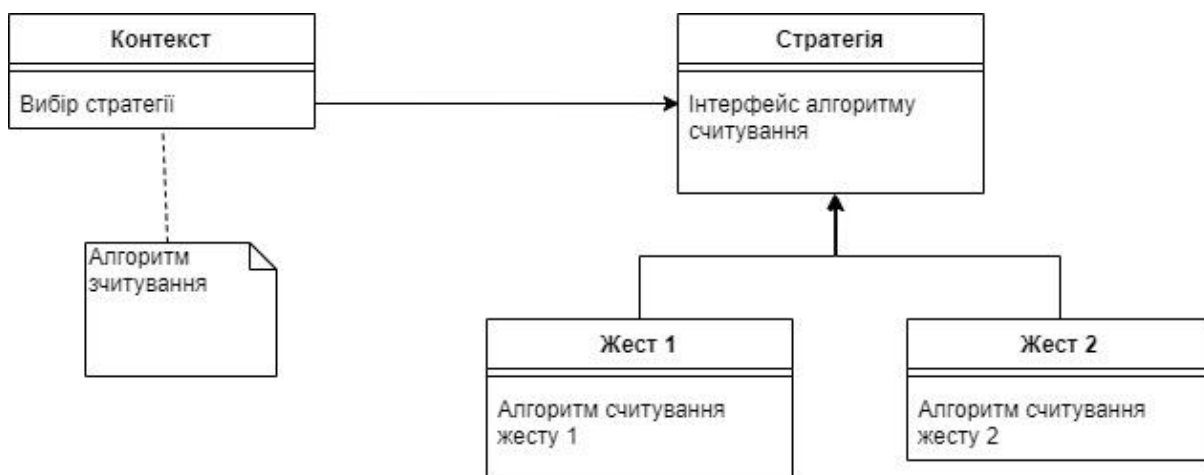 Контекст
Вибір стратегії
Стратегія
Інтерфейс алгоритму
считування
Алгоритм
зчитування
Жест 1
Алгоритм считування
жесту 1
Жест 2
Алгоритм считування
жесту 2